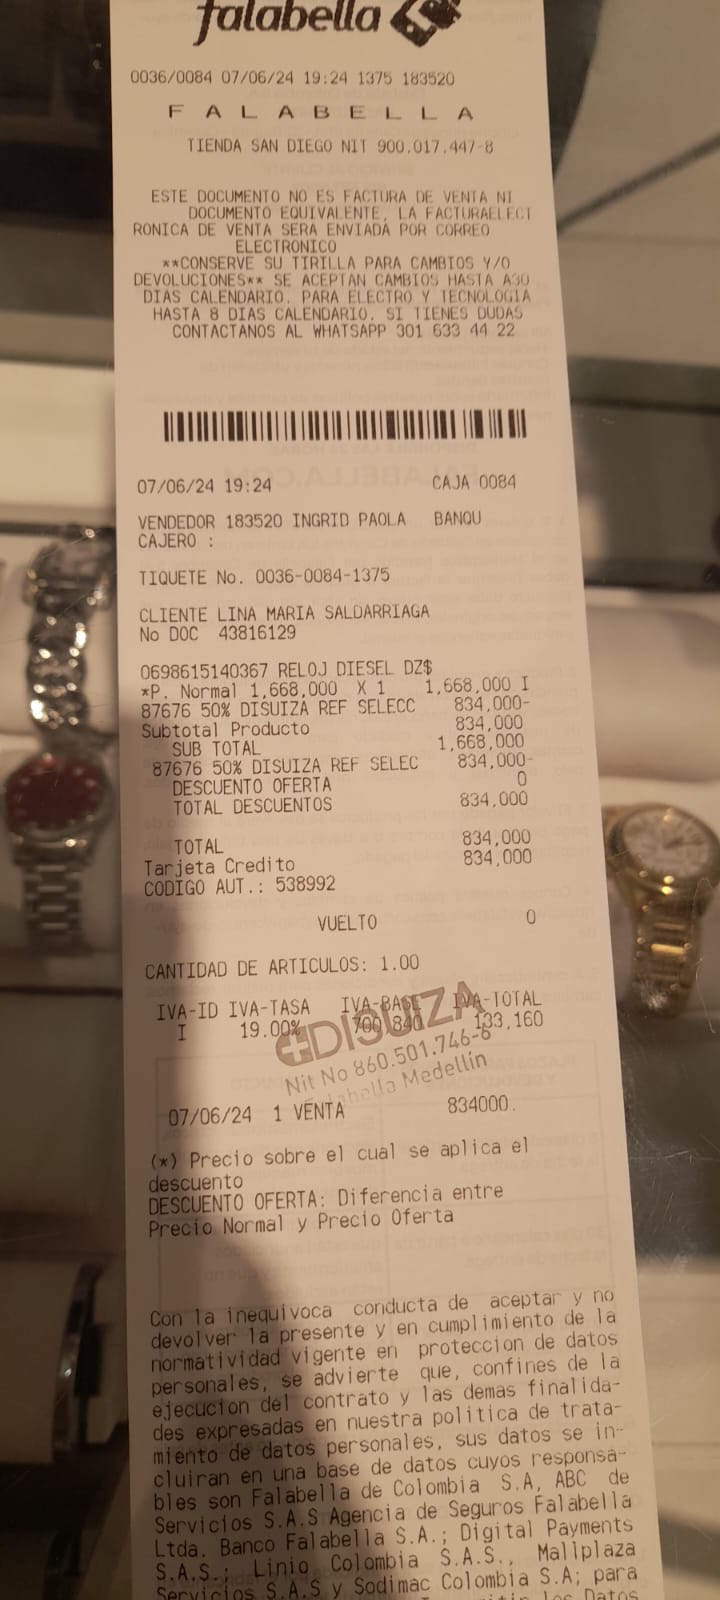 falabella
0036/0084 07/06/24 19:24 1375 183520
F A L A B E L L A
TIENDA SAN DIEGO NIT 900.017.447-8
ESTE DOCUMENTO NO ES FACTURA DE VENTA NI
DOCUMENTO EQUIVALENTE, LA FACTURAELECT
RONICA DE VENTA SERA ENVIADA POR CORREO
ELECTRONICO
**CONSERVE SU TIRILLA PARA CAMBIOS Y/O
DEVOLUCIONES** SE ACEPTAN CAMBIOS HASTA A30
DIAS CALENDARIO. PARA ELECTRO Y TECNOLOGIA
HASTA 8 DIAS CALENDARIO. SI TIENES DUDAS
CONTACTANOS AL WHATSAPP 301 633 44 22
07/06/24 19:24 CAJA 0084
VENDEDOR 183520 INGRID PAOLA BANQU
CAJERO :
TIQUETE No. 0036-0084-1375
CLIENTE LINA MARIA SALDARRIAGA
No DOC 43816129
0698615140367 RELOJ DIESEL DZ$
*P. Normal 1,668,000 X 1 1,668,000 I
87676 50% DISUIZA REF SELECC 834,000-
Subtotal Producto 834,000
SUB TOTAL 1,668,000
87676 50% DISUIZA REF SELEC 834,000-
DESCUENTO OFERTA 0
TOTAL DESCUENTOS 834,000
TOTAL 834,000
Tarjeta Credito 834,000
CODIGO AUT.: 538992
VUELTO 0
CANTIDAD DE ARTICULOS: 1.00
IVA-ID IVA-TASA IVA-BASE IVA-TOTAL
I 19.00% 700,840 133,160
DISUIZA
Nit No 860.501.746-6
Falabella Medellín
07/06/24 1 VENTA 834000.
(*) Precio sobre el cual se aplica el
descuento
DESCUENTO OFERTA: Diferencia entre
Precio Normal y Precio Oferta
Con la inequivoca conducta de aceptar y no
devolver la presente y en cumplimiento de la
normatividad vigente en proteccion de datos
personales, se advierte que, confines de la
ejecucion del contrato y las demas finalida-
des expresadas en nuestra politica de trata-
miento de datos personales, sus datos se in-
cluiran en una base de datos cuyos responsa-
bles son Falabella de Colombia S.A, ABC de
Servicios S.A.S Agencia de Seguros Falabella
Ltda. Banco Falabella S.A.; Digital Payments
S.A.S.; Linio Colombia S.A.S., Mallplaza
Servicios S.A.S y Sodimac Colombia S.A; para
los Datos